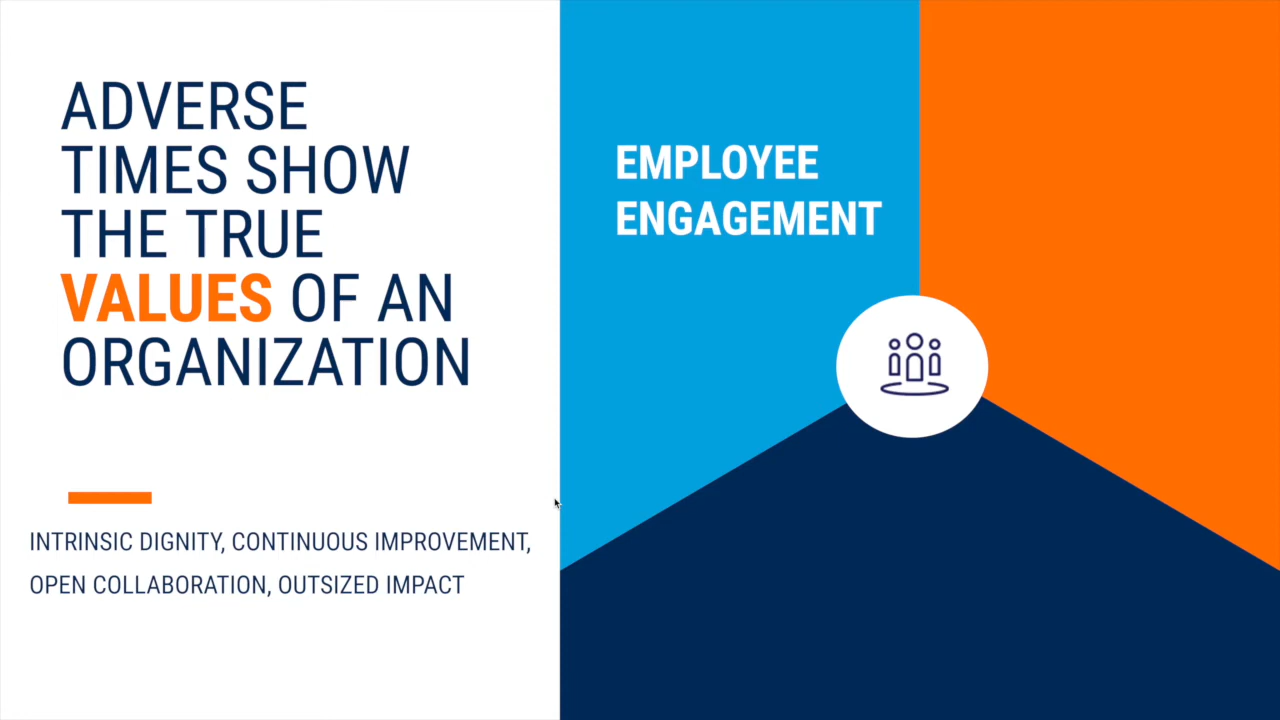 ADVERSE
TIMES SHOW
THE TRUE
VALUES OF AN
ORGANIZATION
INTRINSIC DIGNITY, CONTINUOUS IMPROVEMENT,
OPEN COLLABORATION, OUTSIZED IMPACT
EMPLOYEE
ENGAGEMENT